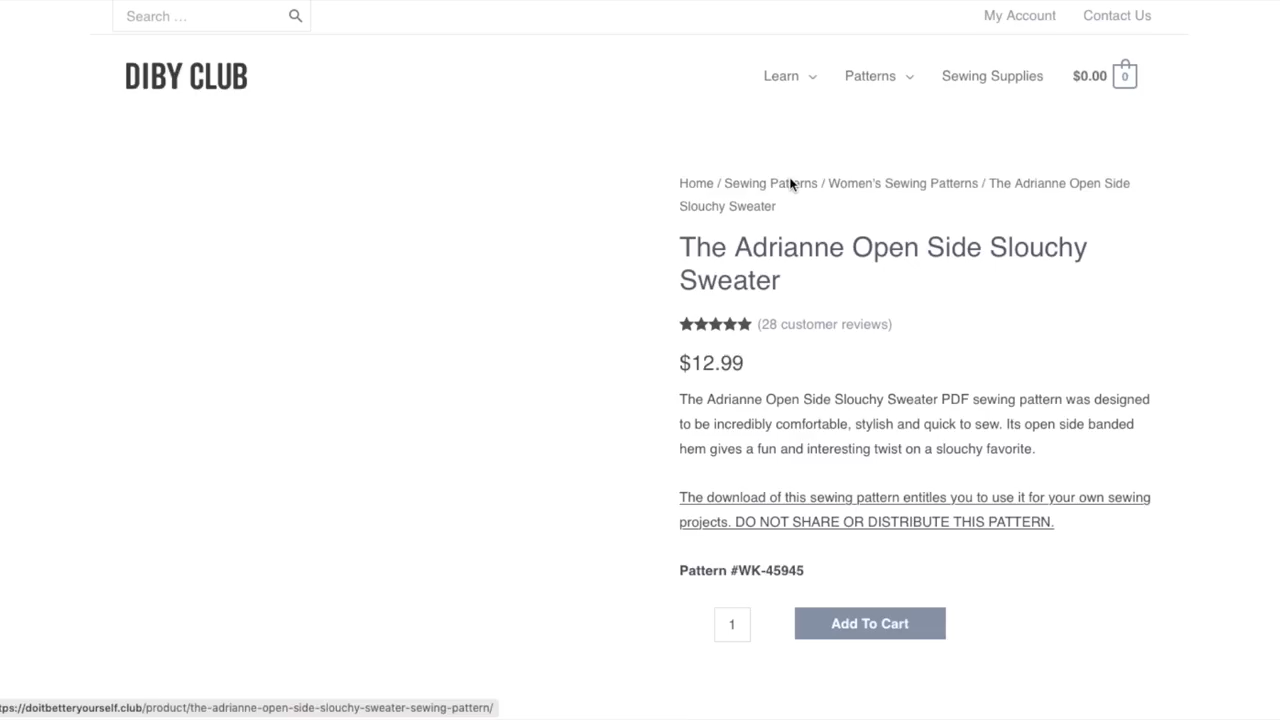 Search ...
My Account
Contact Us
DIBY CLUB
Learn
Patterns
Sewing Supplies
$0.00
0
Home / Sewing Patterns / Women's Sewing Patterns / The Adrianne Open Side
Slouchy Sweater
The Adrianne Open Side Slouchy
Sweater
(28 customer reviews)
$12.99
The Adrianne Open Side Slouchy Sweater PDF sewing pattern was designed
to be incredibly comfortable, stylish and quick to sew. Its open side banded
hem gives a fun and interesting twist on a slouchy favorite.
The download of this sewing pattern entitles you to use it for your own sewing
projects. DO NOT SHARE OR DISTRIBUTE THIS PATTERN.
Pattern #WK-45945
1
Add To Cart
tps://doitbetteryourself.club/product/the-adrianne-open-side-slouchy-sweater-sewing-pattern/